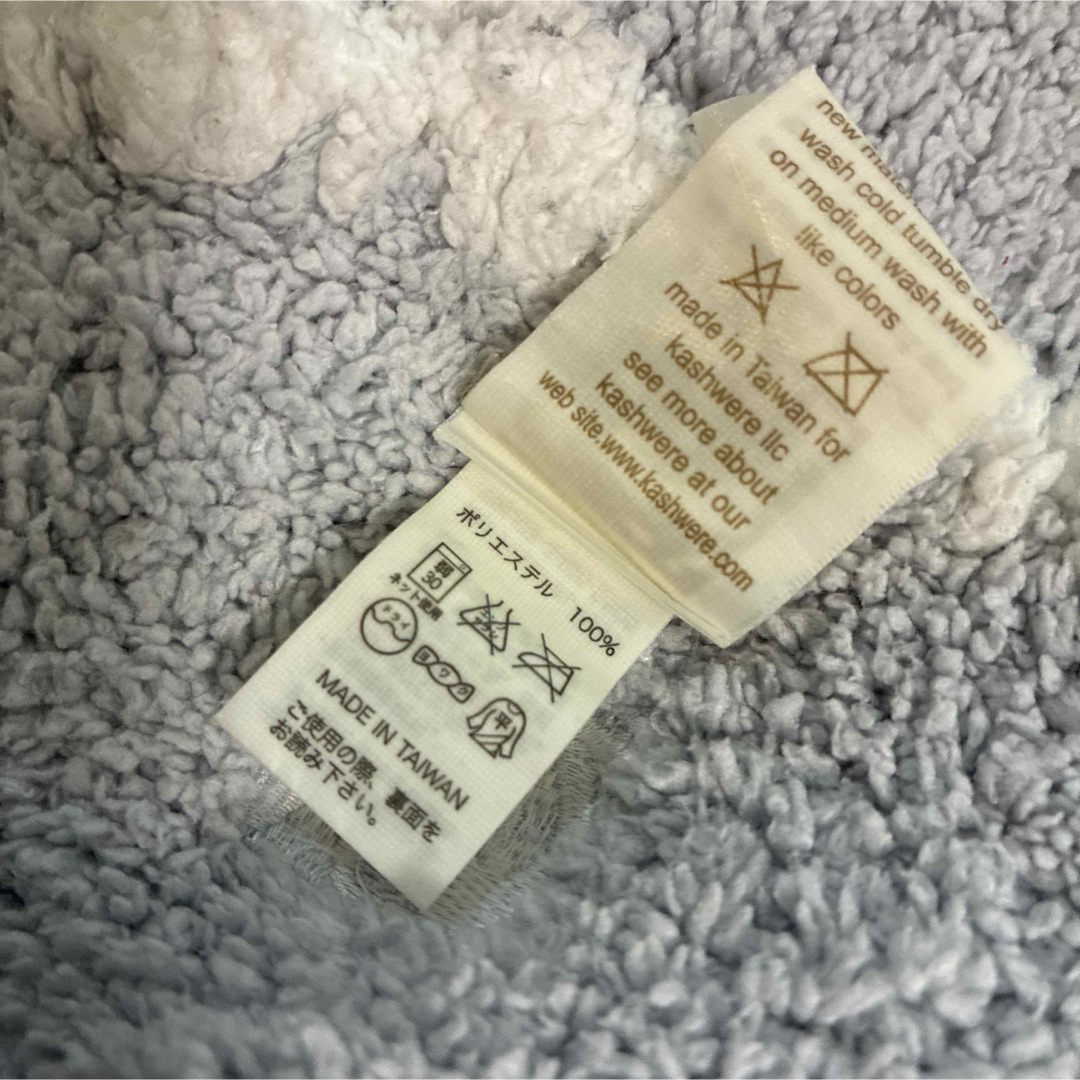 new
wash cold tumble dry
on medium wash with
like colors
made in Taiwan for
kashwere llc
see more about
kashwere at our
web site.www.kashwere.com
ポリエステル 100%
弱
30
ネット使用
ドライ
MADE IN TAIWAN
ご使用の際、裏面を
お読み下さい。